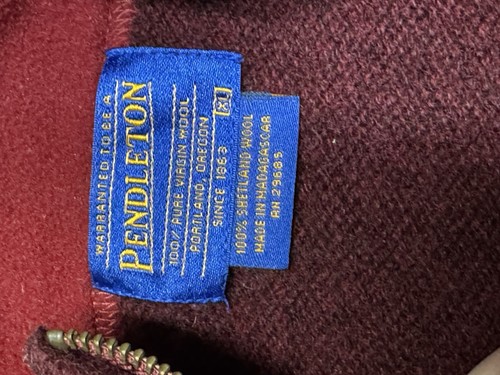 WARRANTED TO BE A
PENDLETON
100% PURE VIRGIN WOOL
PORTLAND, OREGON
SINCE 1863
XL
100% SHETLAND WOOL
MADE IN MADAGASCAR
RN 29685